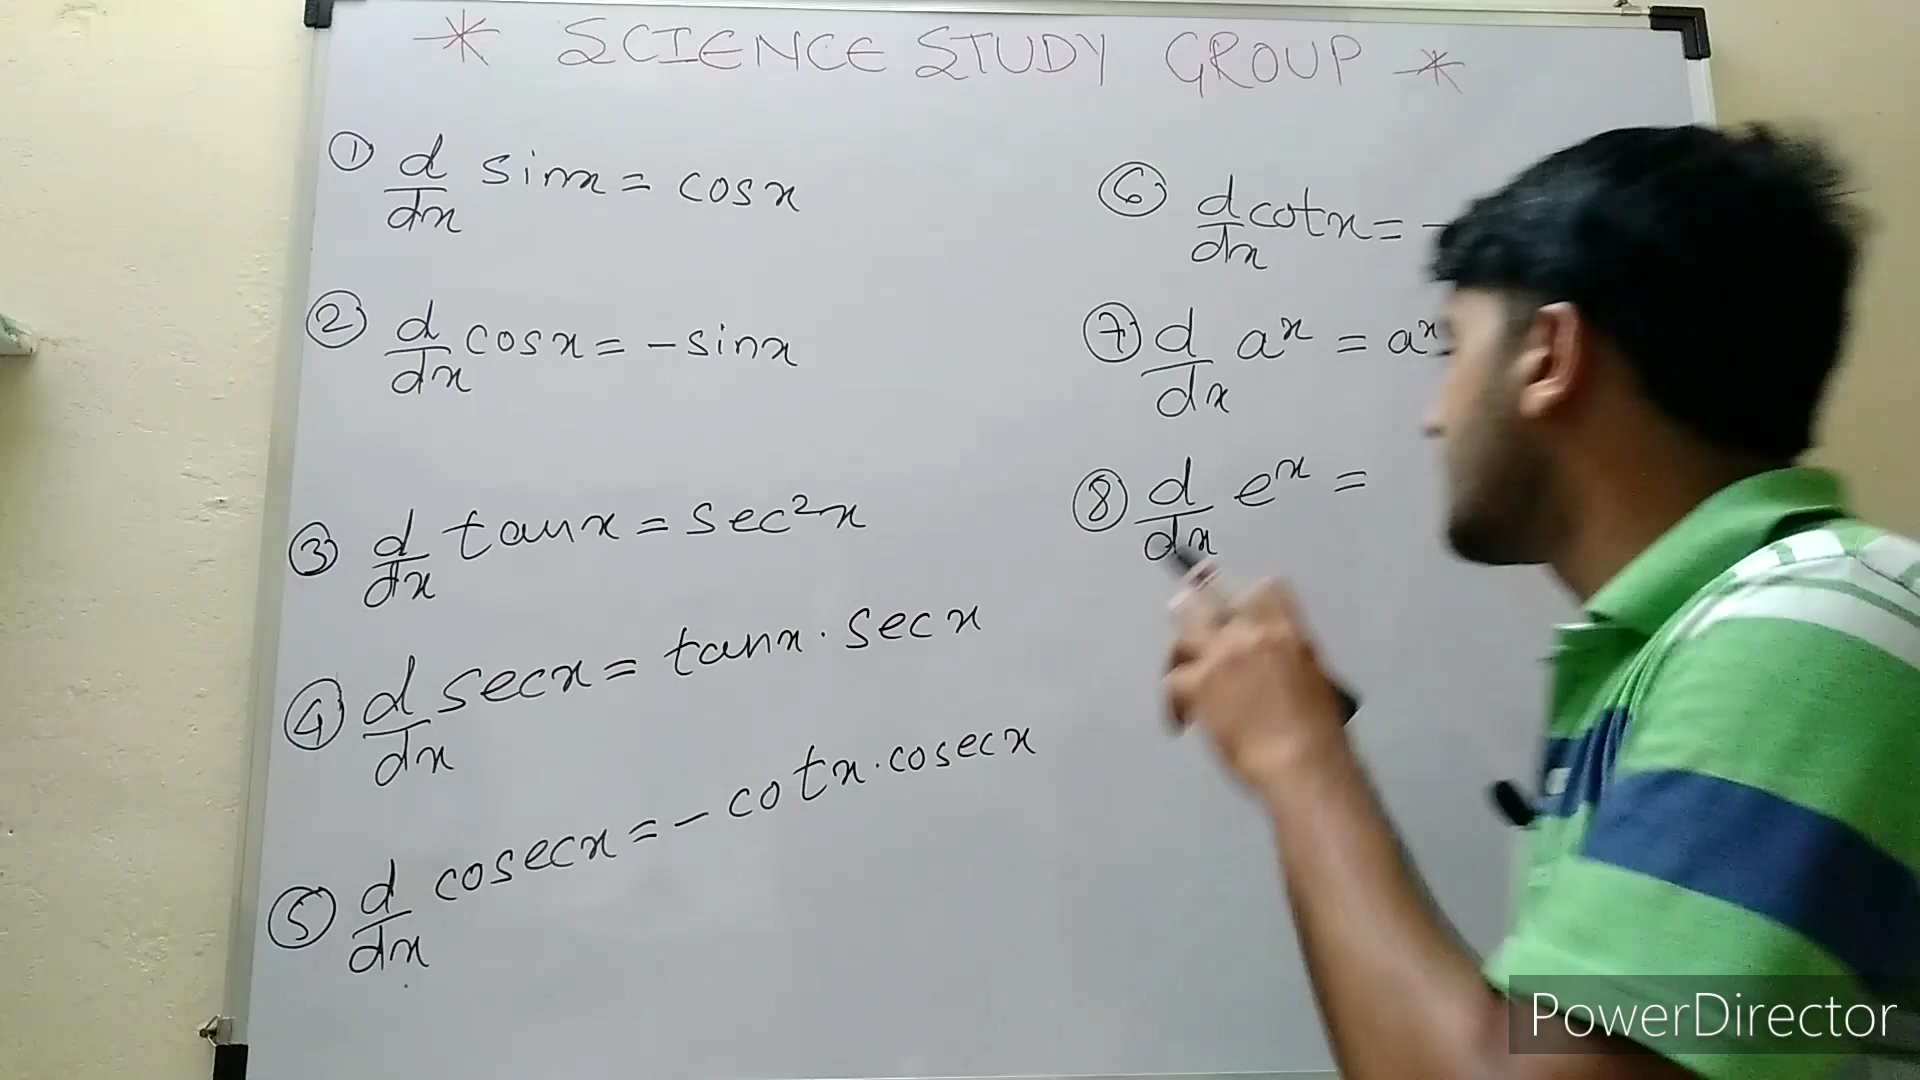 * SCIENCE STUDY GROUP *
① d/dx sinx = cosx
② d/dx cosx = -sinx
③ d/dx tanx = sec²x
④ d/dx secx = tanx · secx
⑤ d/dx cosecx = - cotx · cosecx
⑥ d/dx cotx = -
⑦ d/dx aˣ = aˣ
⑧ d/dx eˣ =
PowerDirector